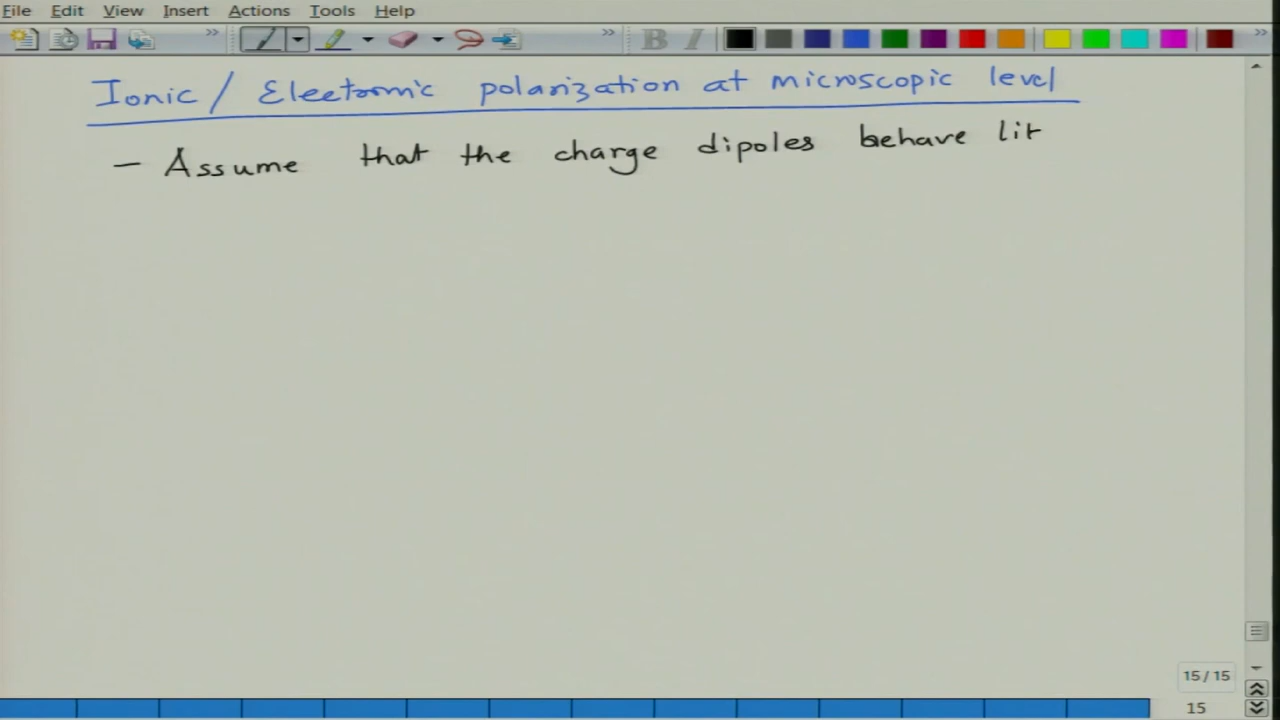 File Edit View Insert Actions Tools Help
B I
Ionic / Electronic polarization at microscopic level
- Assume that the charge dipoles behave lik
15 / 15
15